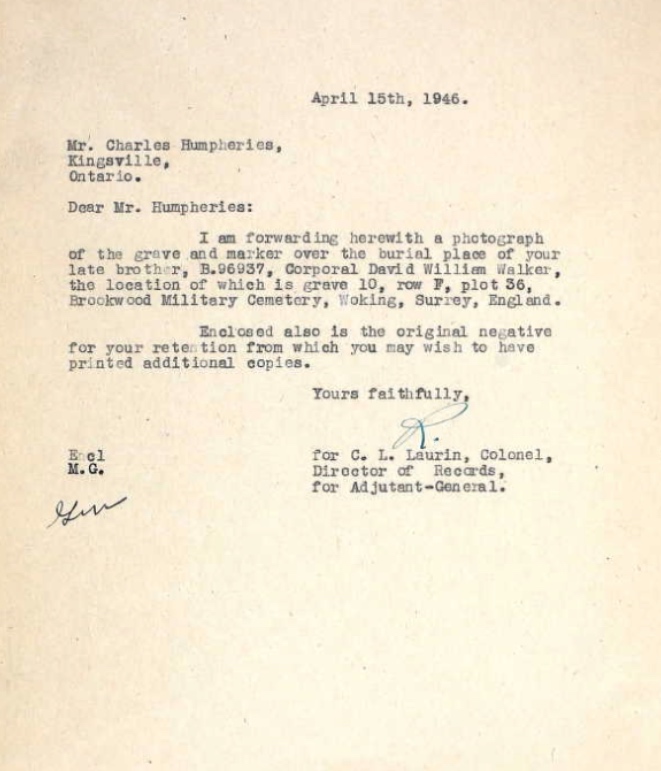 April 15th, 1946.
Mr. Charles Humpheries,
Kingsville,
Ontario.
Dear Mr. Humpheries:
I am forwarding herewith a photograph
of the grave and marker over the burial place of your
late brother, B.96937, Corporal David William Walker,
the location of which is grave 10, row F, plot 36,
Brookwood Military Cemetery, Woking, Surrey, England.
Enclosed also is the original negative
for your retention from which you may wish to have
printed additional copies.
Yours faithfully,
R.
Encl
M.G.
for C. L. Laurin, Colonel,
Director of Records,
for Adjutant-General.